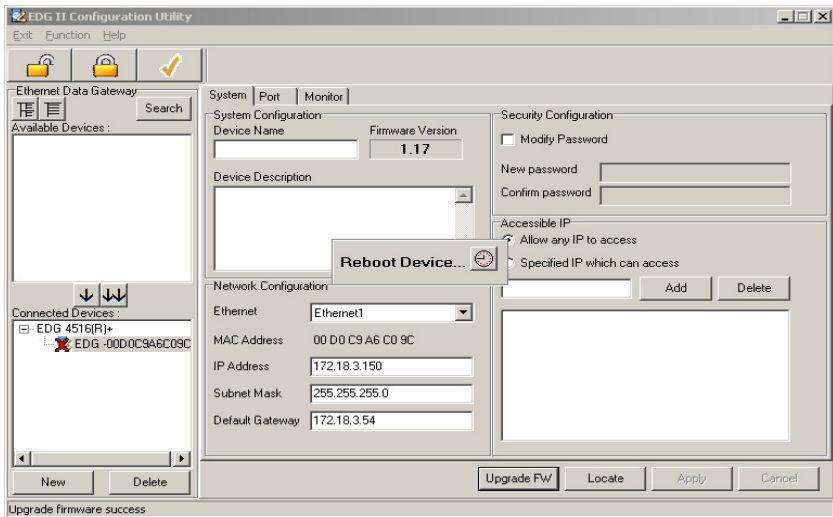 EDG II Configuration Utility
Exit Function Help
Ethernet Data Gateway
Search
Available Devices :
Connected Devices :
EDG 4516(R)+
EDG -00D0C9A6C09C
New Delete
System Port Monitor
System Configuration
Device Name Firmware Version
1.17
Device Description
Reboot Device...
Network Configuration
Ethernet Ethernet1
MAC Address 00 D0 C9 A6 C0 9C
IP Address 172.18.3.150
Subnet Mask 255.255.255.0
Default Gateway 172.18.3.54
Security Configuration
Modify Password
New password
Confirm password
Accessible IP
Allow any IP to access
Specified IP which can access
Add Delete
Upgrade FW Locate Apply Cancel
Upgrade firmware success